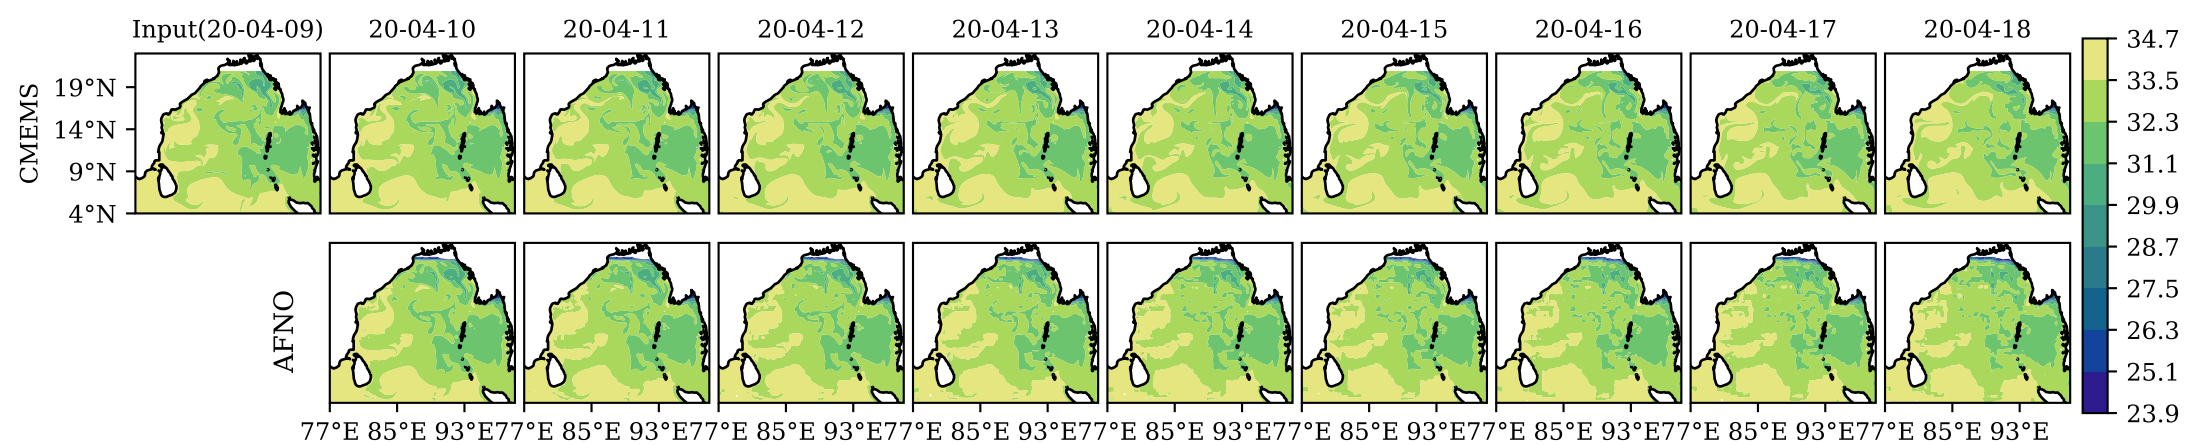 Input(20-04-09) 20-04-10 20-04-11 20-04-12 20-04-13 20-04-14 20-04-15 20-04-16 20-04-17 20-04-18
CMEMS
19°N
14°N
9°N
4°N
AFNO
77°E 85°E 93°E77°E 85°E 93°E77°E 85°E 93°E77°E 85°E 93°E77°E 85°E 93°E77°E 85°E 93°E77°E 85°E 93°E77°E 85°E 93°E77°E 85°E 93°E
34.7
33.5
32.3
31.1
29.9
28.7
27.5
26.3
25.1
23.9